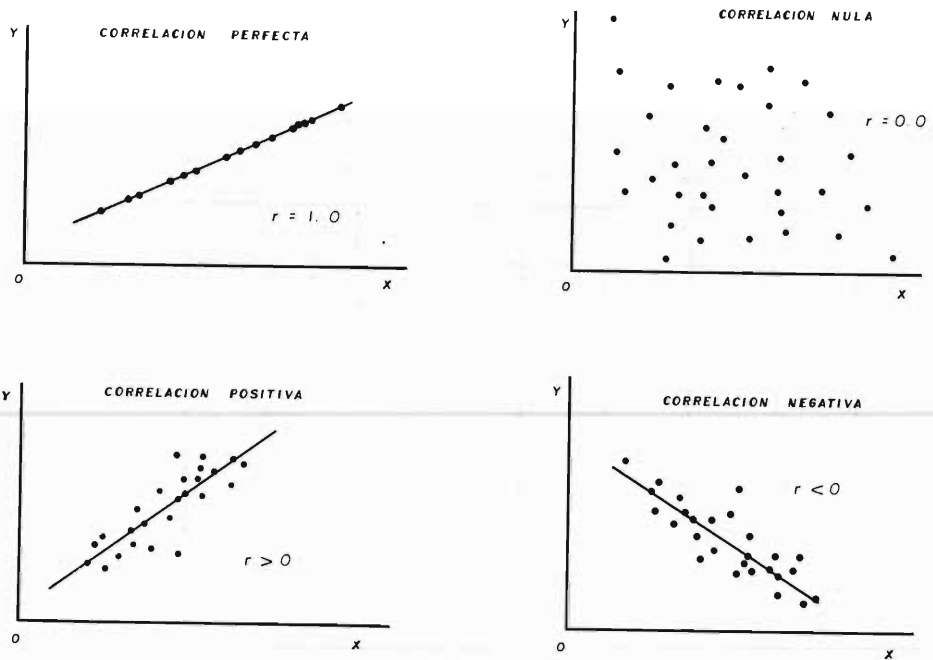 Y
CORRELACION PERFECTA
r = 1.0
O
X
Y
CORRELACION NULA
r = 0.0
O
X
Y
CORRELACION POSITIVA
r > 0
O
X
Y
CORRELACION NEGATIVA
r < 0
O
X